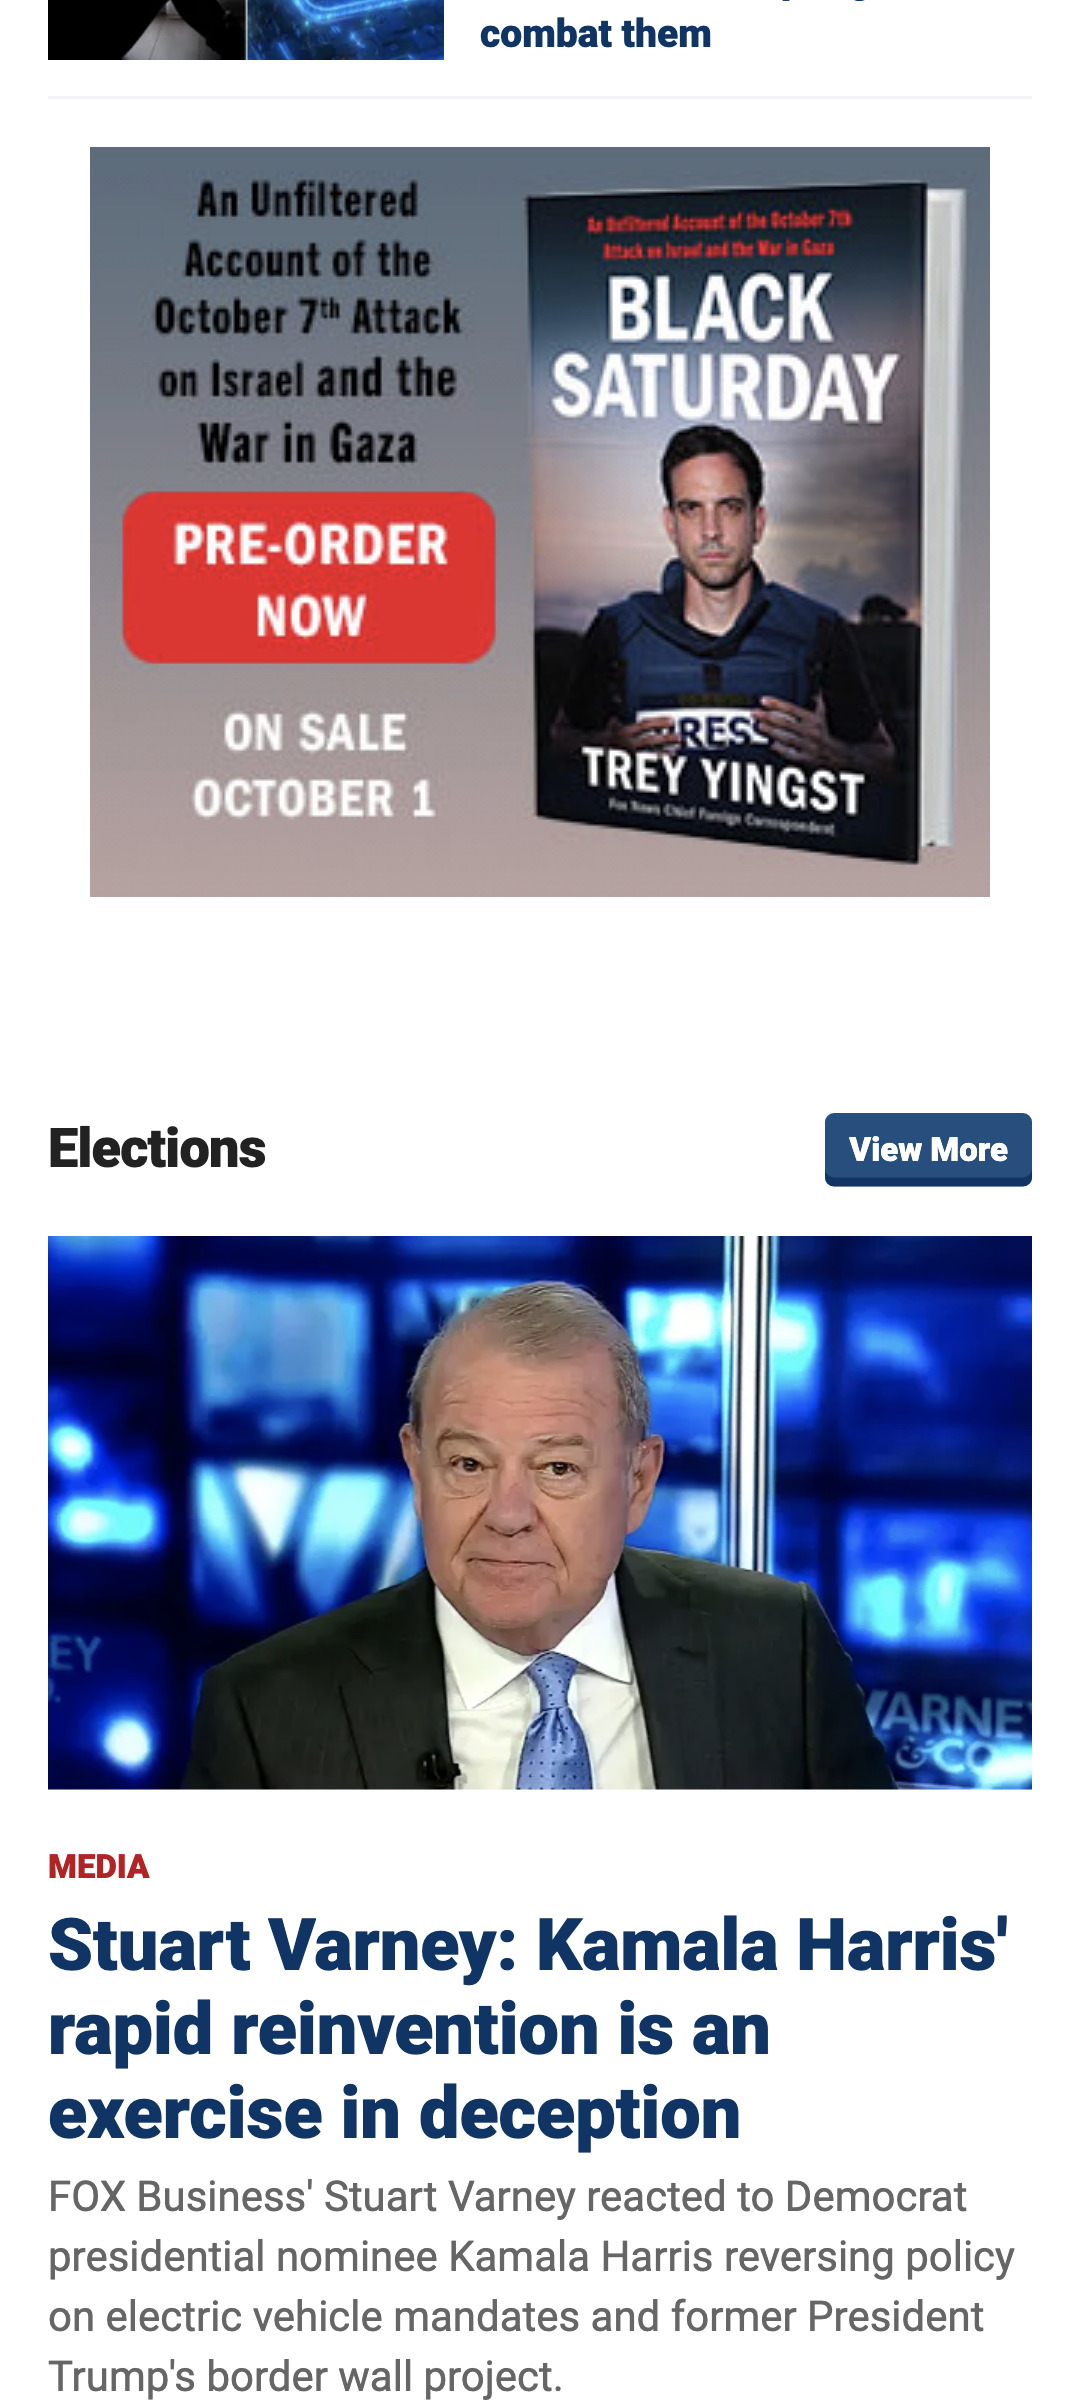 combat them
An Unfiltered
Account of the
October 7th Attack
on Israel and the
War in Gaza
PRE-ORDER
NOW
ON SALE
OCTOBER 1
An Unfiltered Account of the October 7th
Attack on Israel and the War in Gaza
BLACK
SATURDAY
PRESS
TREY YINGST
Fox News Chief Foreign Correspondent
Elections
View More
EY
VARNEY
& CO
MEDIA
Stuart Varney: Kamala Harris'
rapid reinvention is an
exercise in deception
FOX Business' Stuart Varney reacted to Democrat
presidential nominee Kamala Harris reversing policy
on electric vehicle mandates and former President
Trump's border wall project.